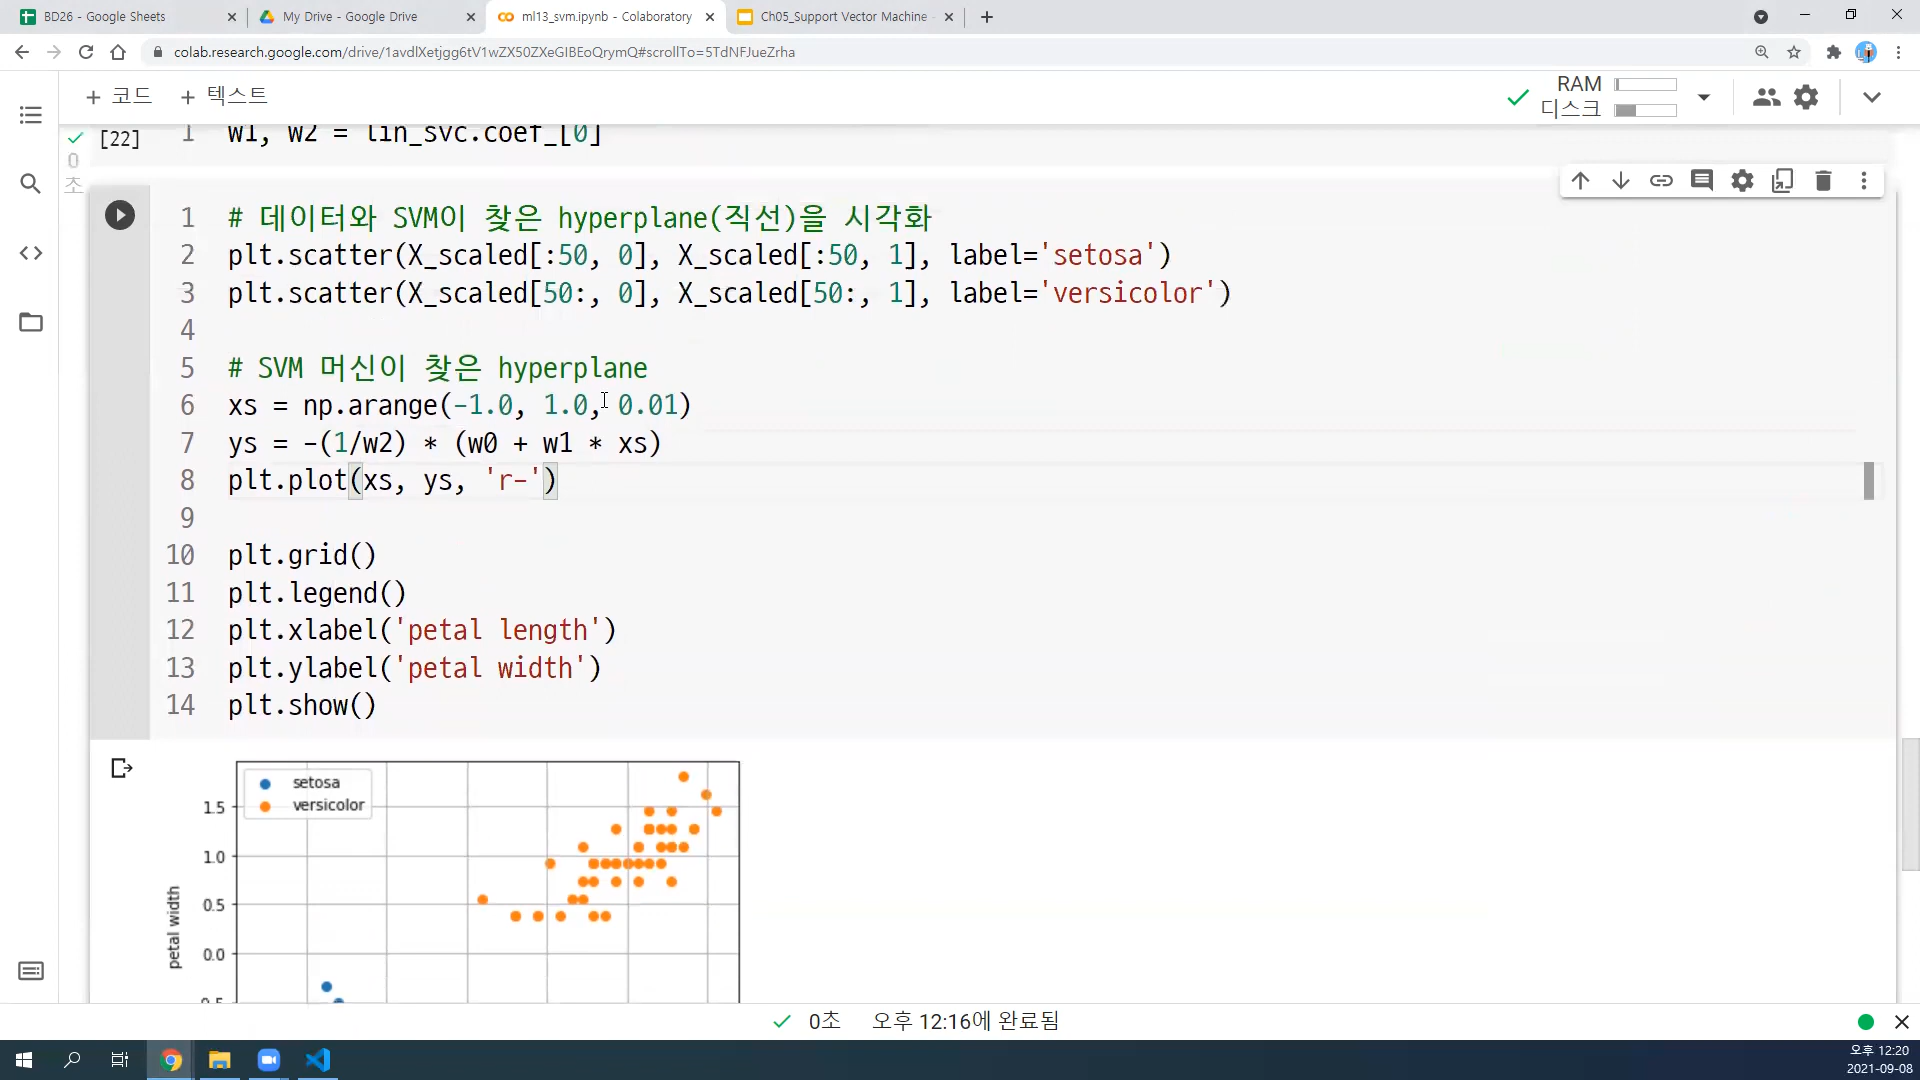 BD26 - Google Sheets
My Drive - Google Drive
ml13_svm.ipynb - Colaboratory
Ch05_Support Vector Machine
colab.research.google.com/drive/1avdlXetjgg6tV1wZX50ZXeGIBEoQrymQ#scrollTo=5TdNFJueZrha
+ 코드 + 텍스트
RAM
디스크
[22] 1 w1, w2 = lin_svc.coef_[0]
0
초
1 # 데이터와 SVM이 찾은 hyperplane(직선)을 시각화
2 plt.scatter(X_scaled[:50, 0], X_scaled[:50, 1], label='setosa')
3 plt.scatter(X_scaled[50:, 0], X_scaled[50:, 1], label='versicolor')
4
5 # SVM 머신이 찾은 hyperplane
6 xs = np.arange(-1.0, 1.0, 0.01)
7 ys = -(1/w2) * (w0 + w1 * xs)
8 plt.plot(xs, ys, 'r-')
9
10 plt.grid()
11 plt.legend()
12 plt.xlabel('petal length')
13 plt.ylabel('petal width')
14 plt.show()
setosa
versicolor
1.5
1.0
0.5
0.0
petal width
0초 오후 12:16에 완료됨
오후 12:20
2021-09-08